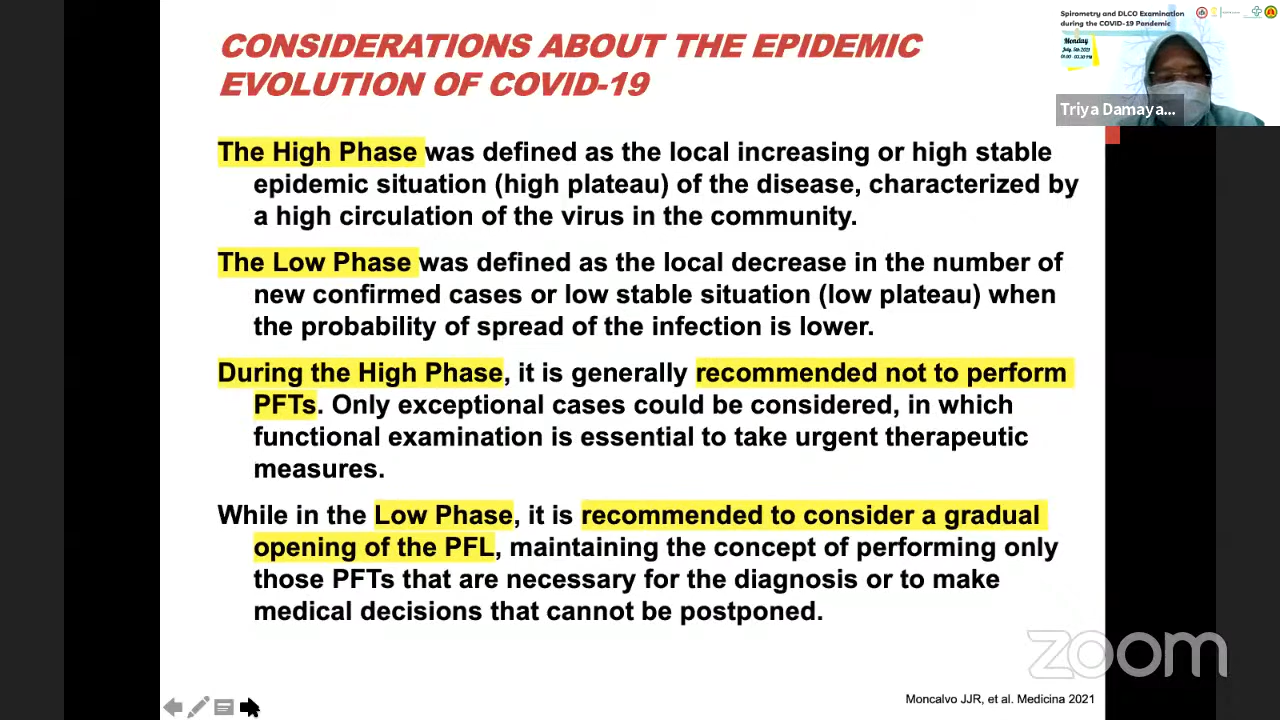 CONSIDERATIONS ABOUT THE EPIDEMIC
EVOLUTION OF COVID-19
The High Phase was defined as the local increasing or high stable
epidemic situation (high plateau) of the disease, characterized by
a high circulation of the virus in the community.
The Low Phase was defined as the local decrease in the number of
new confirmed cases or low stable situation (low plateau) when
the probability of spread of the infection is lower.
During the High Phase, it is generally recommended not to perform
PFTs. Only exceptional cases could be considered, in which
functional examination is essential to take urgent therapeutic
measures.
While in the Low Phase, it is recommended to consider a gradual
opening of the PFL, maintaining the concept of performing only
those PFTs that are necessary for the diagnosis or to make
medical decisions that cannot be postponed.
Moncalvo JJR, et al. Medicina 2021
Spirometry and DLCO Examination
during the COVID-19 Pandemic
Monday
July, 5th 2021
Triya Damaya...
zoom